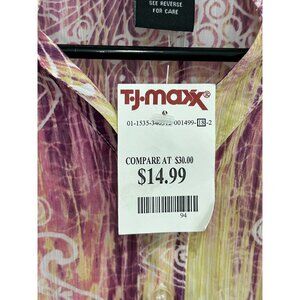 SEE REVERSE
FOR CARE
T·J·maxx®
COMPARE AT $30.00
$14.99
94